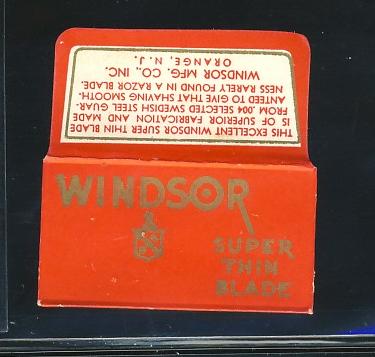 THIS EXCELLENT WINDSOR SUPER THIN BLADE
IS OF SUPERIOR FABRICATION AND MADE
FROM .004 SELECTED SWEDISH STEEL GUAR-
ANTEED TO GIVE THAT SHAVING SMOOTH-
NESS RARELY FOUND IN A RAZOR BLADE.
WINDSOR MFG. CO., INC.
ORANGE, N. J.
WINDSOR
SUPER
THIN
BLADE